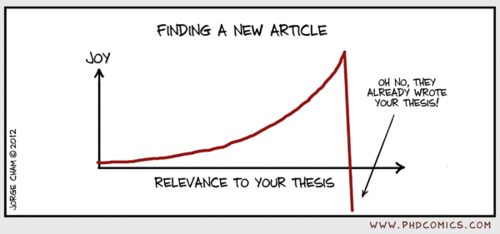 FINDING A NEW ARTICLE
JOY
OH NO, THEY
ALREADY WROTE
YOUR THESIS!
RELEVANCE TO YOUR THESIS
JORGE CHAM © 2012
WWW.PHDCOMICS.COM